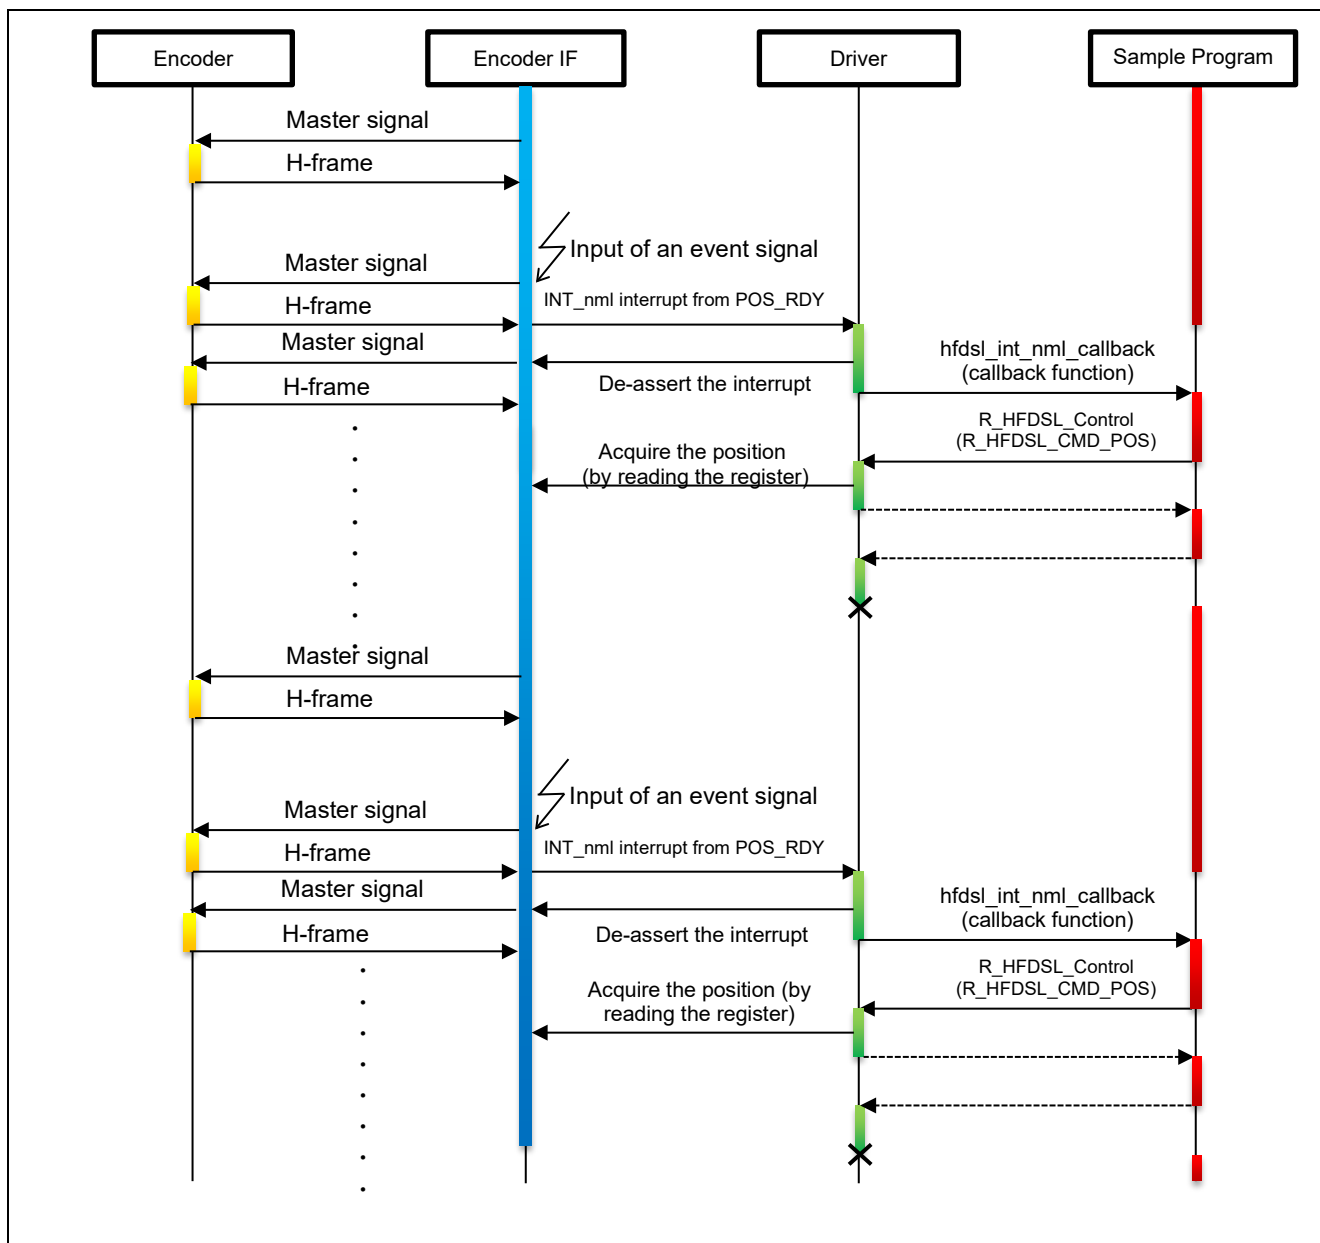 Encoder
Encoder IF
Driver
Sample Program
Master signal
H-frame
Input of an event signal
Master signal
INT_nml interrupt from POS_RDY
H-frame
Master signal
hfdsl_int_nml_callback
(callback function)
De-assert the interrupt
H-frame
R_HFDSL_Control
(R_HFDSL_CMD_POS)
Acquire the position
(by reading the register)
Master signal
H-frame
Input of an event signal
Master signal
INT_nml interrupt from POS_RDY
H-frame
Master signal
hfdsl_int_nml_callback
(callback function)
De-assert the interrupt
H-frame
R_HFDSL_Control
(R_HFDSL_CMD_POS)
Acquire the position (by
reading the register)